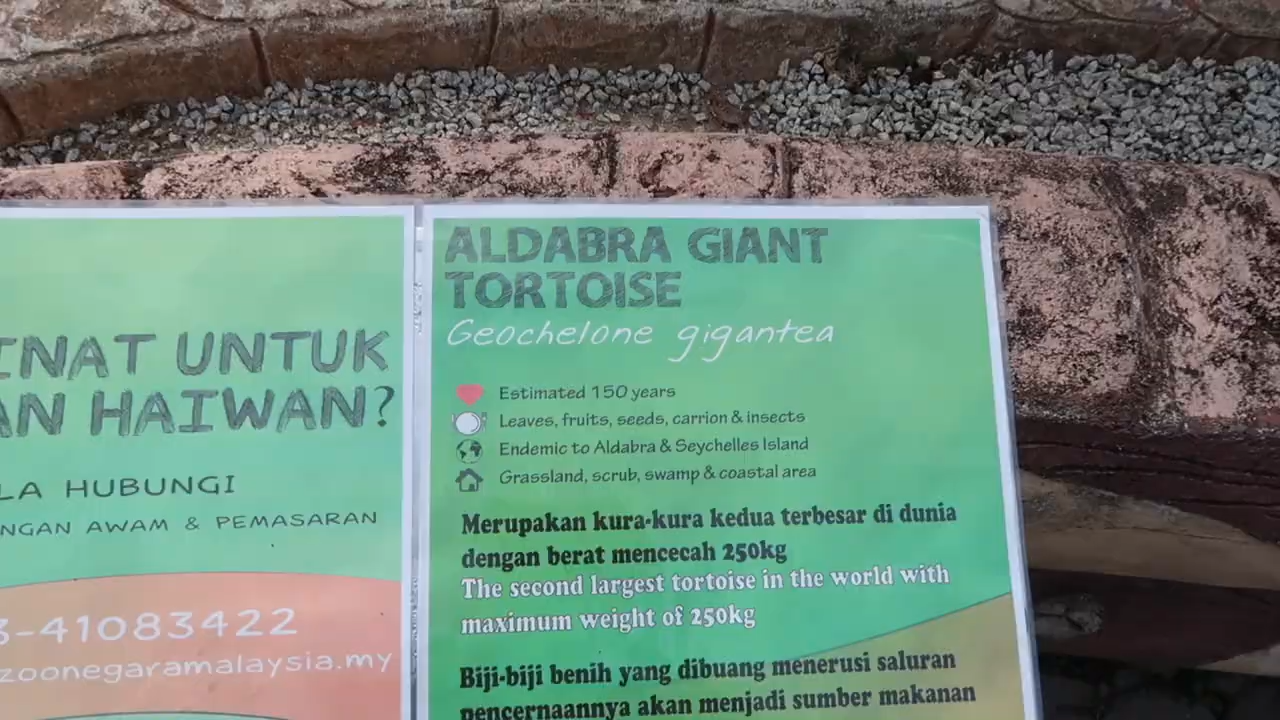 INAT UNTUK
AN HAIWAN?
LA HUBUNGI
NGAN AWAM & PEMASARAN
3-41083422
zoonegaramalaysia.my
ALDABRA GIANT
TORTOISE
Geochelone gigantea
Estimated 150 years
Leaves, fruits, seeds, carrion & insects
Endemic to Aldabra & Seychelles Island
Grassland, scrub, swamp & coastal area
Merupakan kura-kura kedua terbesar di dunia
dengan berat mencecah 250kg
The second largest tortoise in the world with
maximum weight of 250kg
Biji-biji benih yang dibuang menerusi saluran
pencernaannya akan menjadi sumber makanan